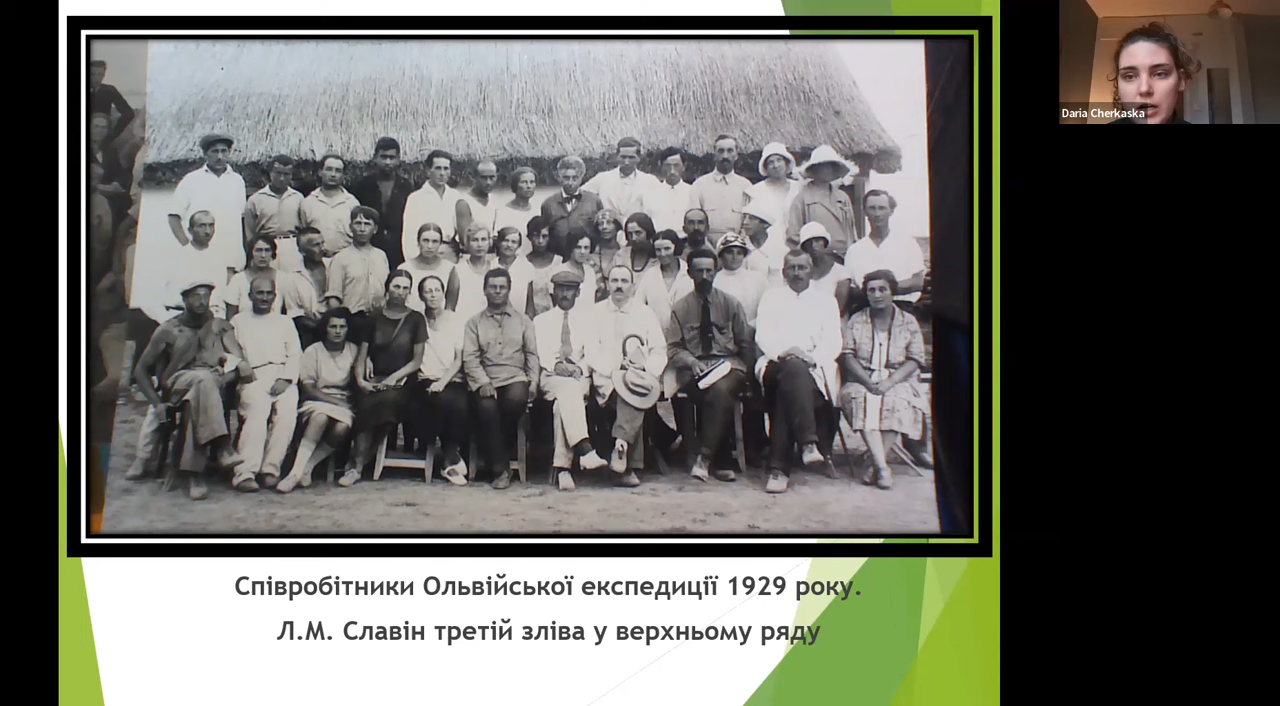 Daria Cherkaska
Співробітники Ольвійської експедиції 1929 року.
Л.М. Славін третій зліва у верхньому ряду